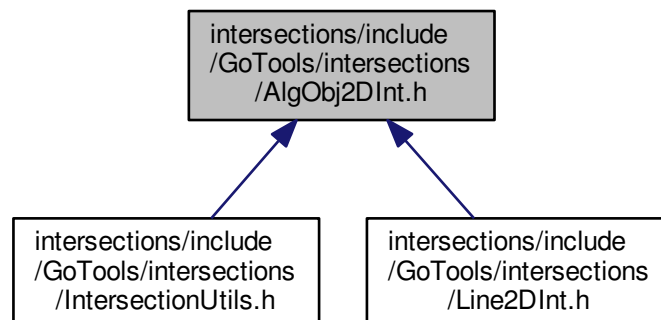 intersections/include
/GoTools/intersections
/AlgObj2DInt.h
intersections/include
/GoTools/intersections
/IntersectionUtils.h
intersections/include
/GoTools/intersections
/Line2DInt.h